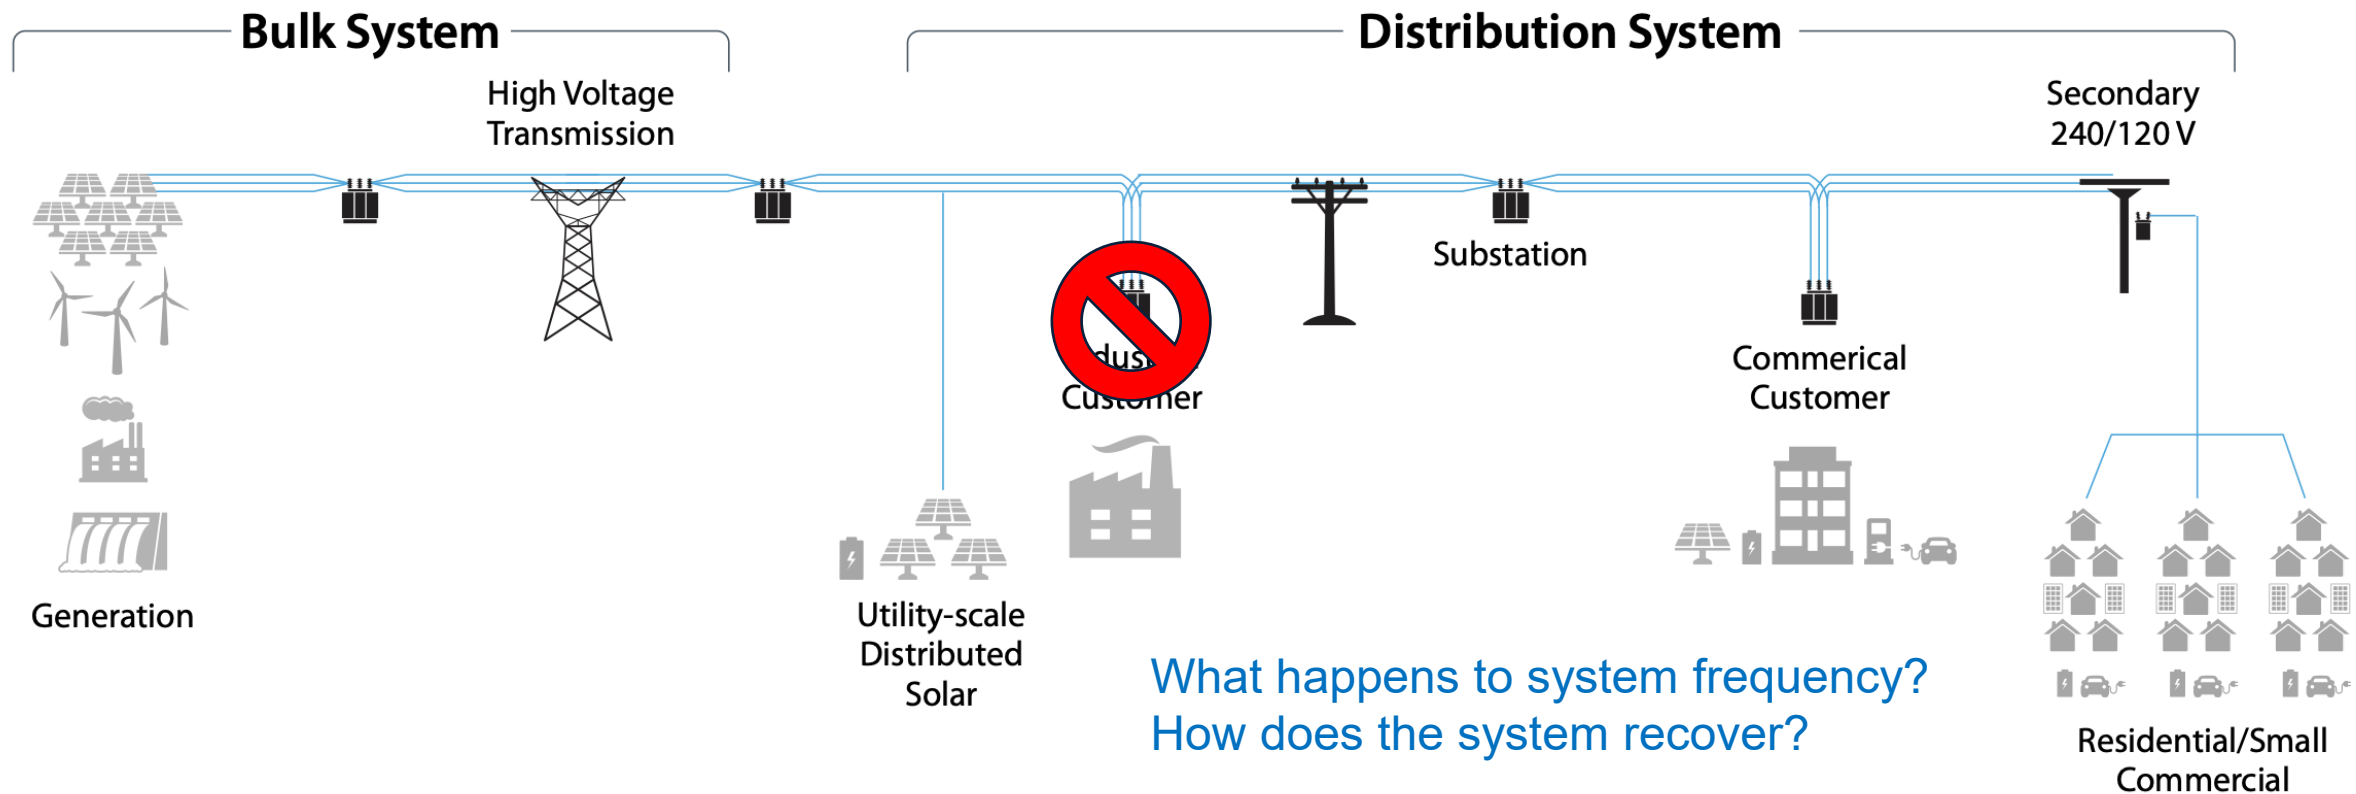 Bulk System
Distribution System
High Voltage
Transmission
Secondary
240/120 V
Substation
Customer
Commerical
Customer
Generation
Utility-scale
Distributed
Solar
What happens to system frequency?
How does the system recover?
Residential/Small
Commercial